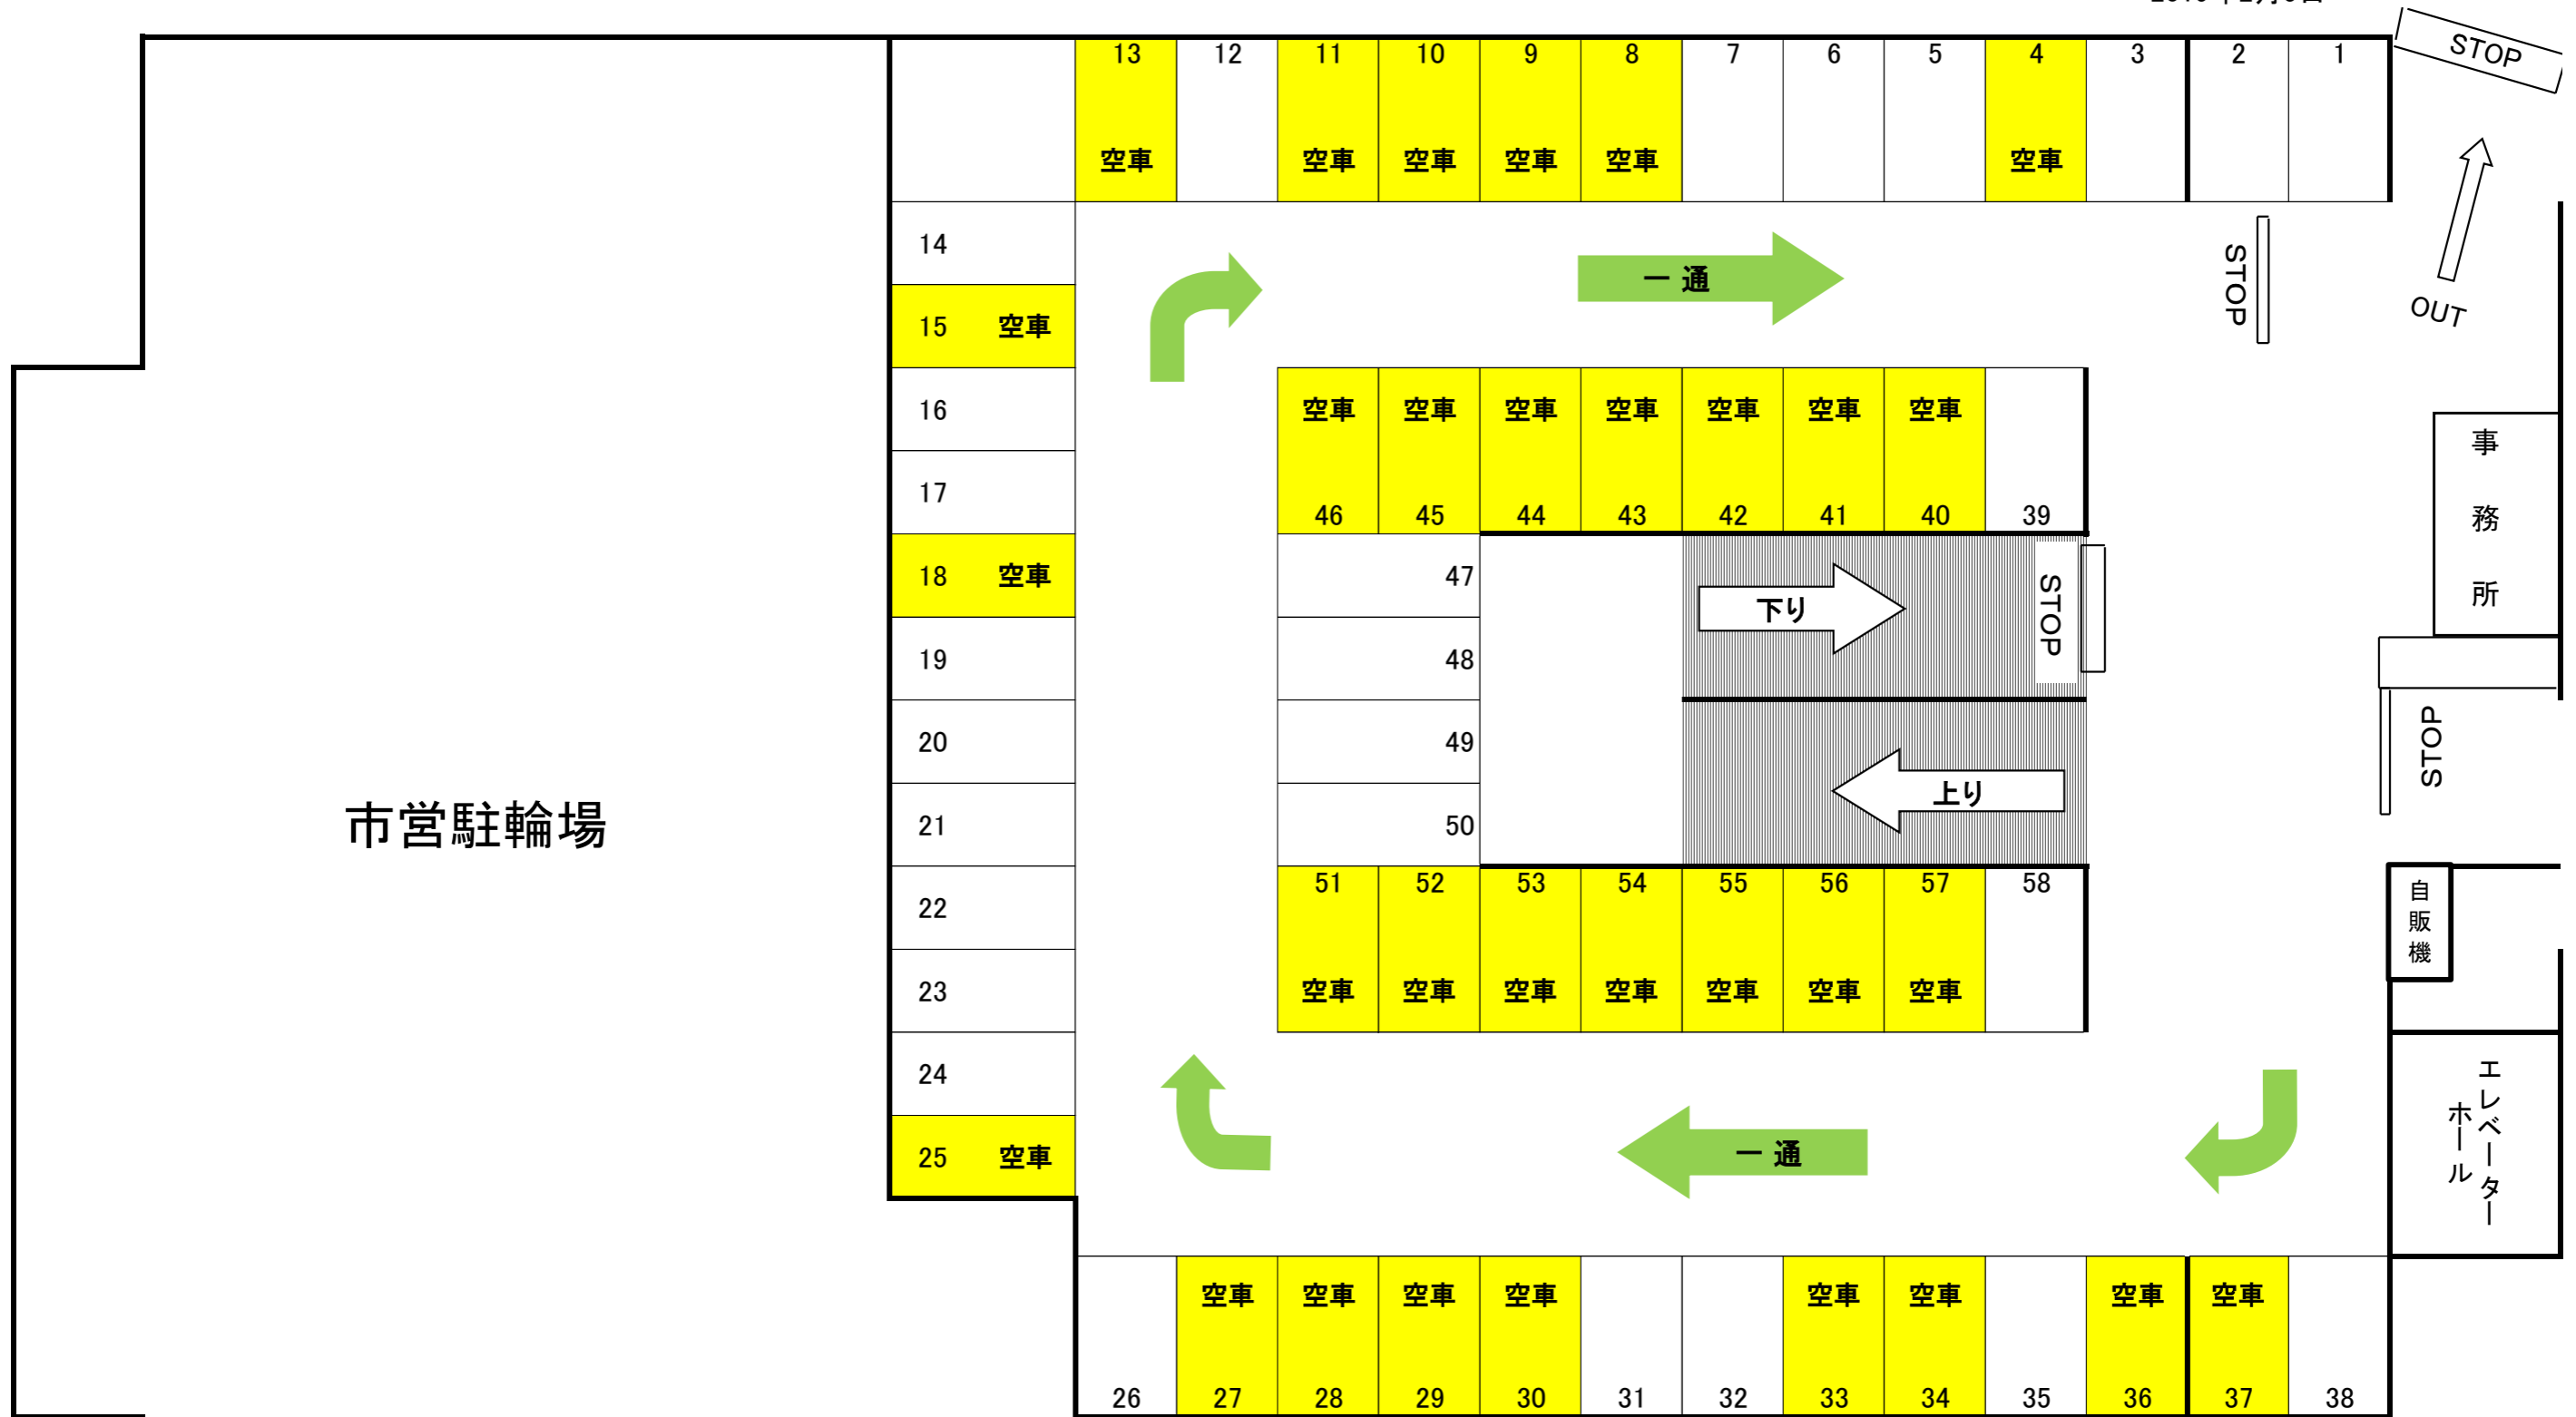 13 12 11 10 9 8 7 6 5 4 3 2 1
STOP
空車 空車 空車 空車 空車 空車
14
STOP
OUT
一 通
15 空車
16
空車 空車 空車 空車 空車 空車 空車
事務所
17
46 45 44 43 42 41 40 39
18 空車
47
下り
STOP
19
48
20
49
STOP
上り
市営駐輪場
21
50
51 52 53 54 55 56 57 58
自販機
22
23
空車 空車 空車 空車 空車 空車 空車
24
エレベーター
ホール
25 空車
一 通
空車 空車 空車 空車 空車 空車 空車 空車
26 27 28 29 30 31 32 33 34 35 36 37 38